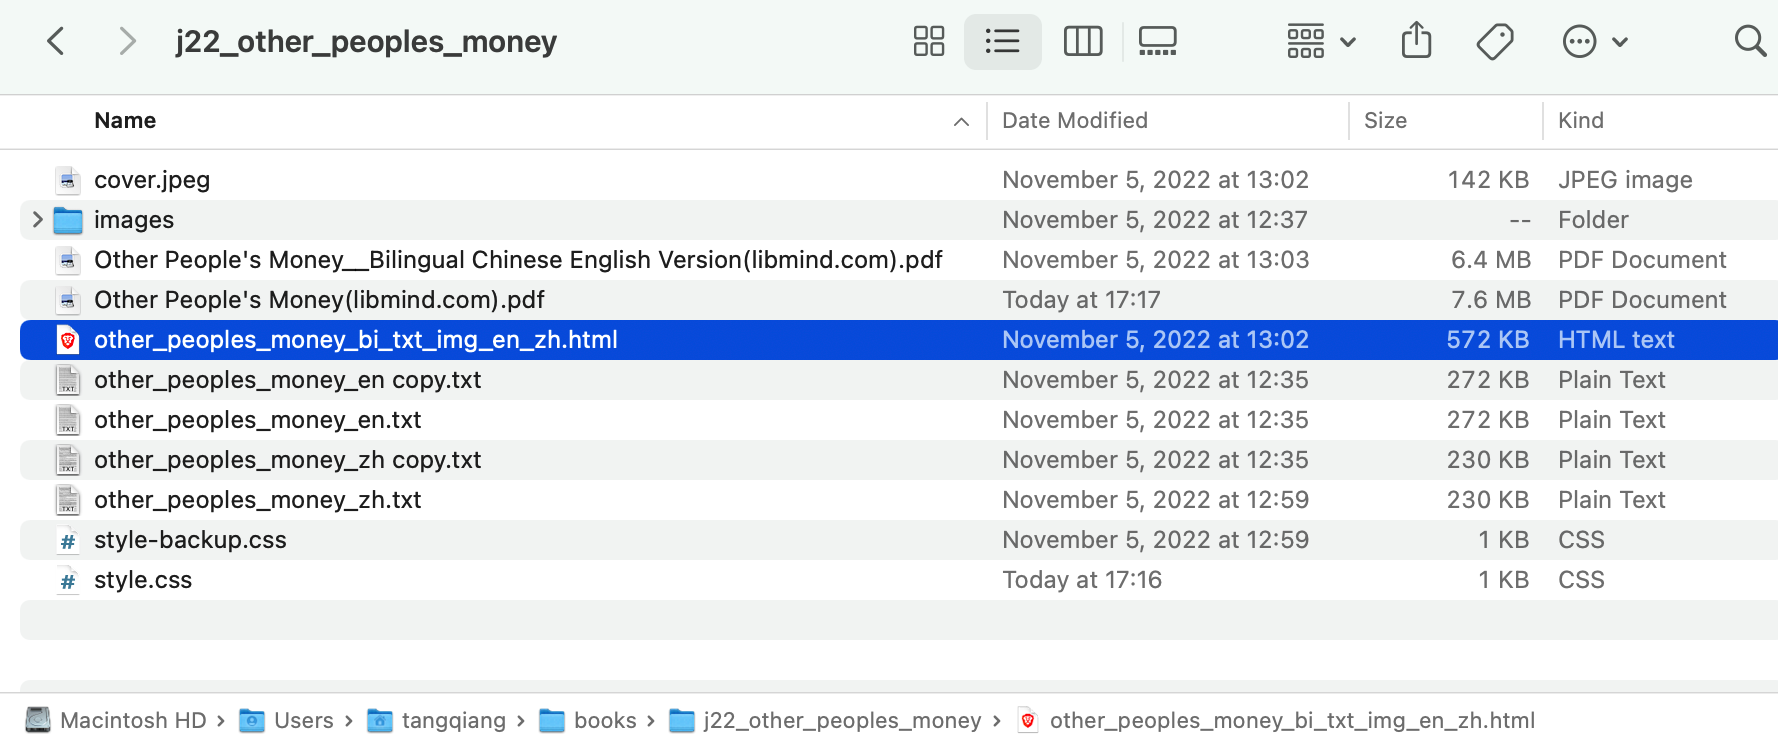 j22_other_peoples_money
Name Date Modified Size Kind
cover.jpeg November 5, 2022 at 13:02 142 KB JPEG image
images November 5, 2022 at 12:37 -- Folder
Other People's Money__Bilingual Chinese English Version(libmind.com).pdf November 5, 2022 at 13:03 6.4 MB PDF Document
Other People's Money(libmind.com).pdf Today at 17:17 7.6 MB PDF Document
other_peoples_money_bi_txt_img_en_zh.html November 5, 2022 at 13:02 572 KB HTML text
other_peoples_money_en copy.txt November 5, 2022 at 12:35 272 KB Plain Text
other_peoples_money_en.txt November 5, 2022 at 12:35 272 KB Plain Text
other_peoples_money_zh copy.txt November 5, 2022 at 12:35 230 KB Plain Text
other_peoples_money_zh.txt November 5, 2022 at 12:59 230 KB Plain Text
style-backup.css November 5, 2022 at 12:59 1 KB CSS
style.css Today at 17:16 1 KB CSS
Macintosh HD › Users › tangqiang › books › j22_other_peoples_money › other_peoples_money_bi_txt_img_en_zh.html